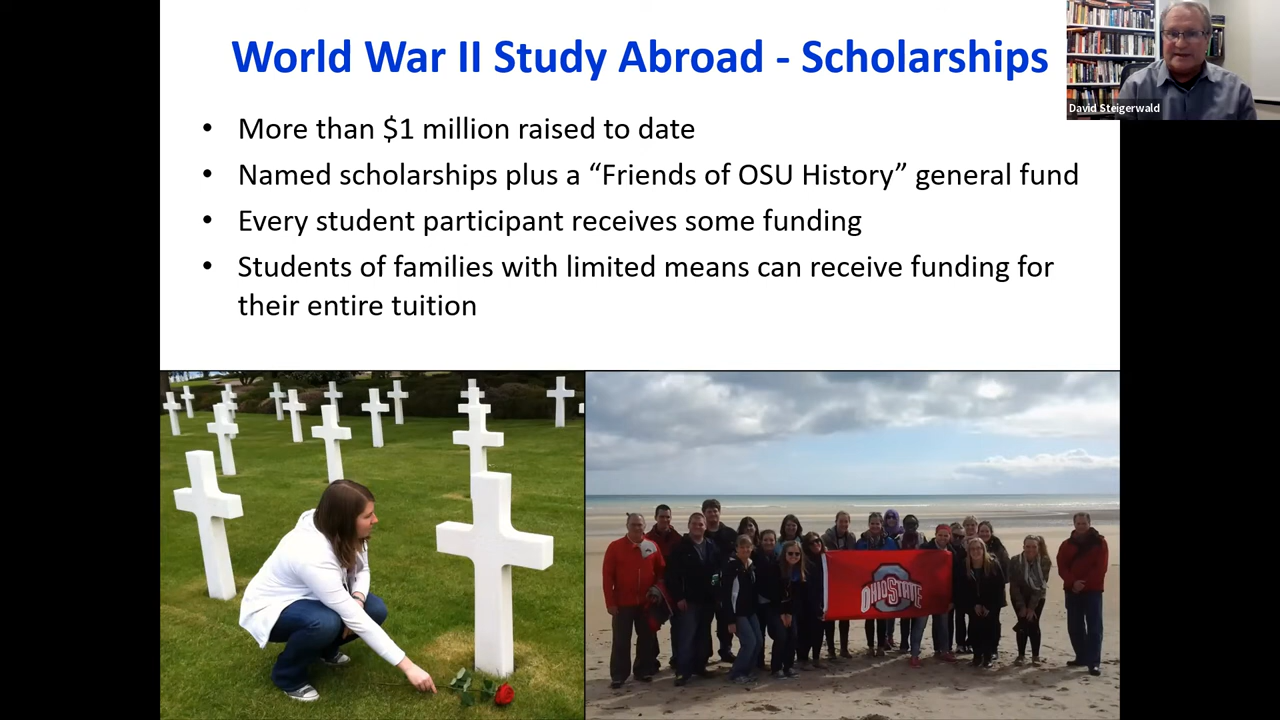 World War II Study Abroad - Scholarships
David Steigerwald
• More than $1 million raised to date
• Named scholarships plus a “Friends of OSU History” general fund
• Every student participant receives some funding
• Students of families with limited means can receive funding for
their entire tuition
OHIO STATE